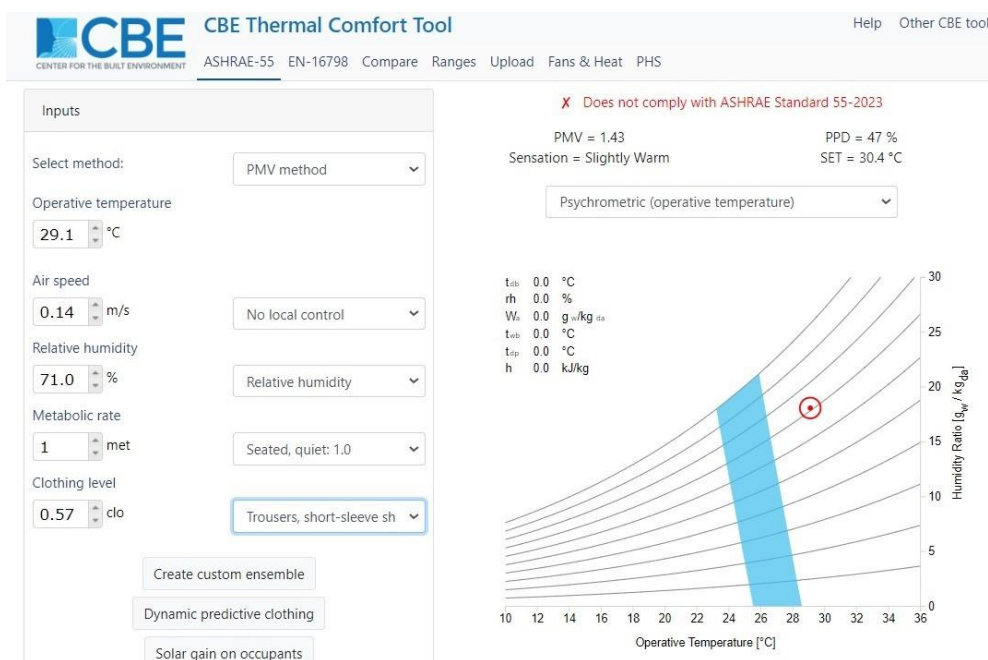 CBE
CENTER FOR THE BUILT ENVIRONMENT
CBE Thermal Comfort Tool
Help Other CBE tool
ASHRAE-55 EN-16798 Compare Ranges Upload Fans & Heat PHS
Inputs
Select method:
PMV method
Operative temperature
29.1 °C
Air speed
0.14 m/s
No local control
Relative humidity
71.0 %
Relative humidity
Metabolic rate
1 met
Seated, quiet: 1.0
Clothing level
0.57 clo
Trousers, short-sleeve sh
Create custom ensemble
Dynamic predictive clothing
Solar gain on occupants
✗ Does not comply with ASHRAE Standard 55-2023
PMV = 1.43 PPD = 47 %
Sensation = Slightly Warm SET = 30.4 °C
Psychrometric (operative temperature)
tdb 0.0 °C
rh 0.0 %
Wa 0.0 g w/kg da
twb 0.0 °C
tdp 0.0 °C
h 0.0 kJ/kg
30
25
20
15
10
5
0
Humidity Ratio [gw / kgda]
10 12 14 16 18 20 22 24 26 28 30 32 34 36
Operative Temperature [°C]